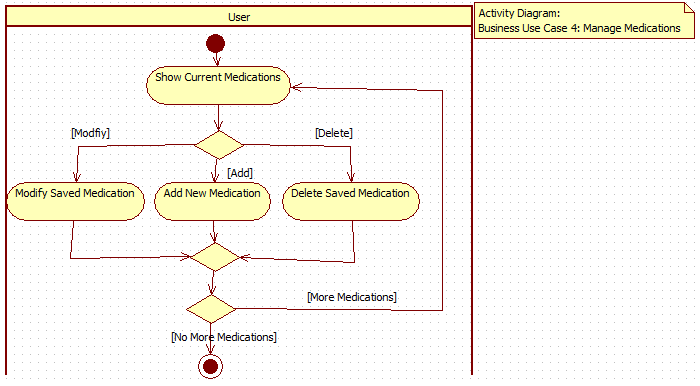 User
Activity Diagram:
Business Use Case 4: Manage Medications
Show Current Medications
[Modfiy]
[Delete]
[Add]
Modify Saved Medication
Add New Medication
Delete Saved Medication
[More Medications]
[No More Medications]